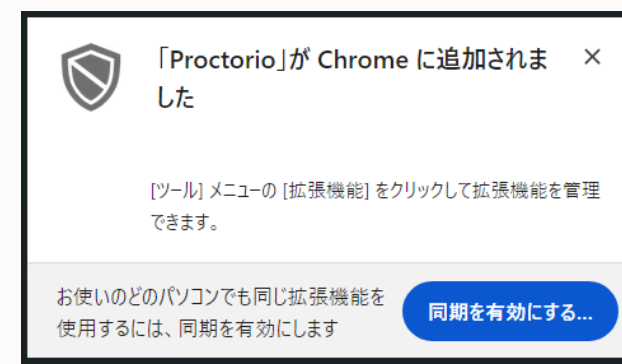 「Proctorio」が Chrome に追加されま
した
[ツール] メニューの [拡張機能] をクリックして拡張機能を管理
できます。
お使いのどのパソコンでも同じ拡張機能を
使用するには、同期を有効にします
同期を有効にする...